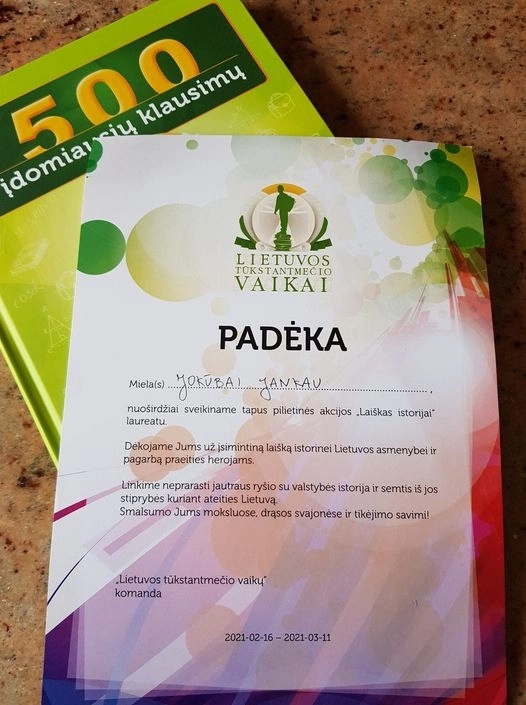 500
įdomiausių klausimų
LIETUVOS
TŪKSTANTMEČIO
VAIKAI
PADĖKA
Miela(s) JOKŪBAI JANKAU,
nuoširdžiai sveikiname tapus pilietinės akcijos „Laiškas istorijai“
laureatu.
Dėkojame Jums už įsimintiną laišką istorinei Lietuvos asmenybei ir
pagarbą praeities herojams.
Linkime neprarasti jautraus ryšio su valstybės istorija ir semtis iš jos
stiprybės kuriant ateities Lietuvą.
Smalsumo Jums moksluose, drąsos svajonėse ir tikėjimo savimi!
„Lietuvos tūkstantmečio vaikų“
komanda
2021-02-16 – 2021-03-11